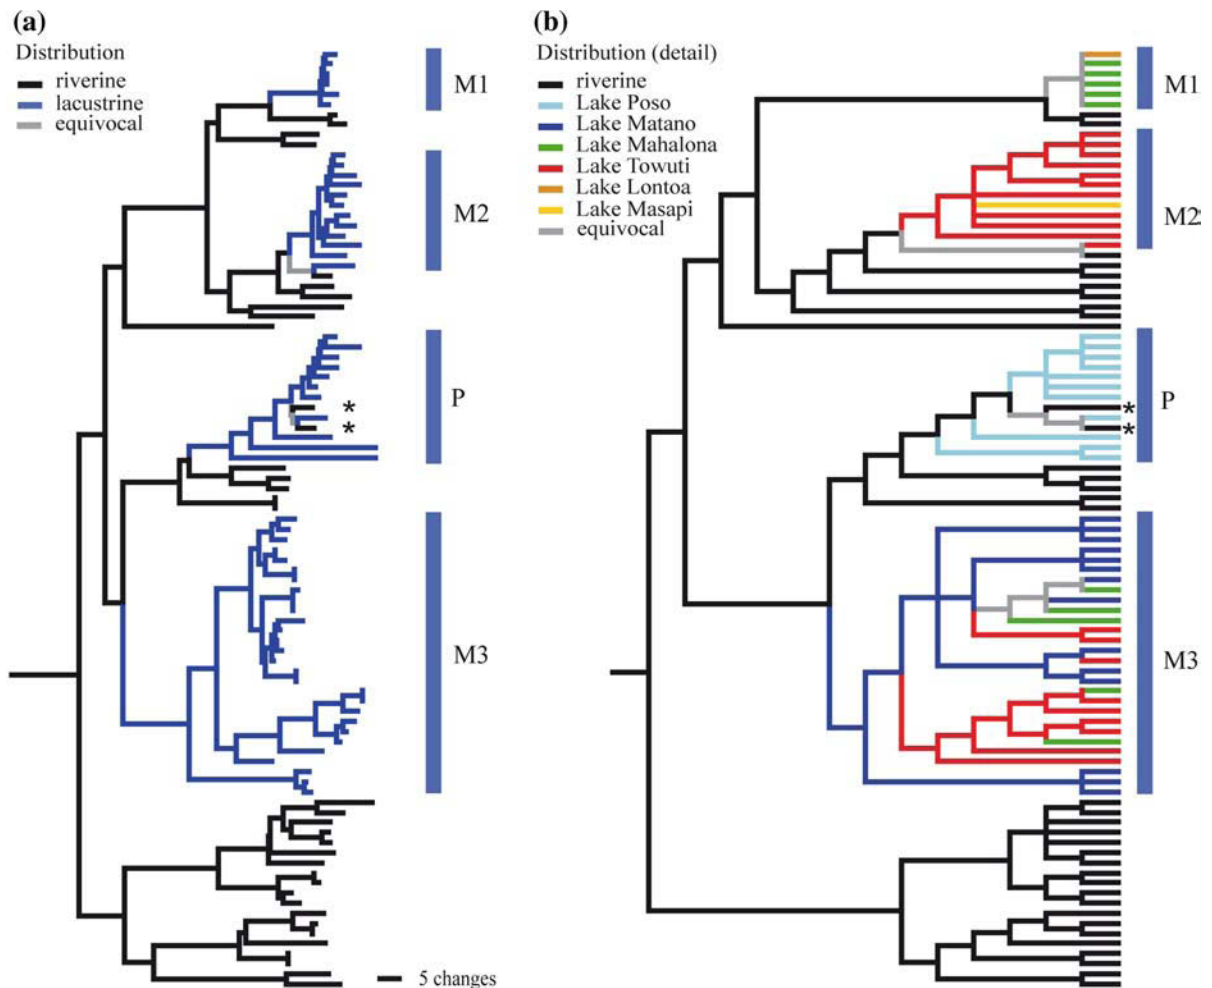 (a)
Distribution
riverine
lacustrine
equivocal
M1
M2
*
P
*
M3
5 changes
(b)
Distribution (detail)
riverine
Lake Poso
Lake Matano
Lake Mahalona
Lake Towuti
Lake Lontoa
Lake Masapi
equivocal
M1
M2
*
P
*
M3